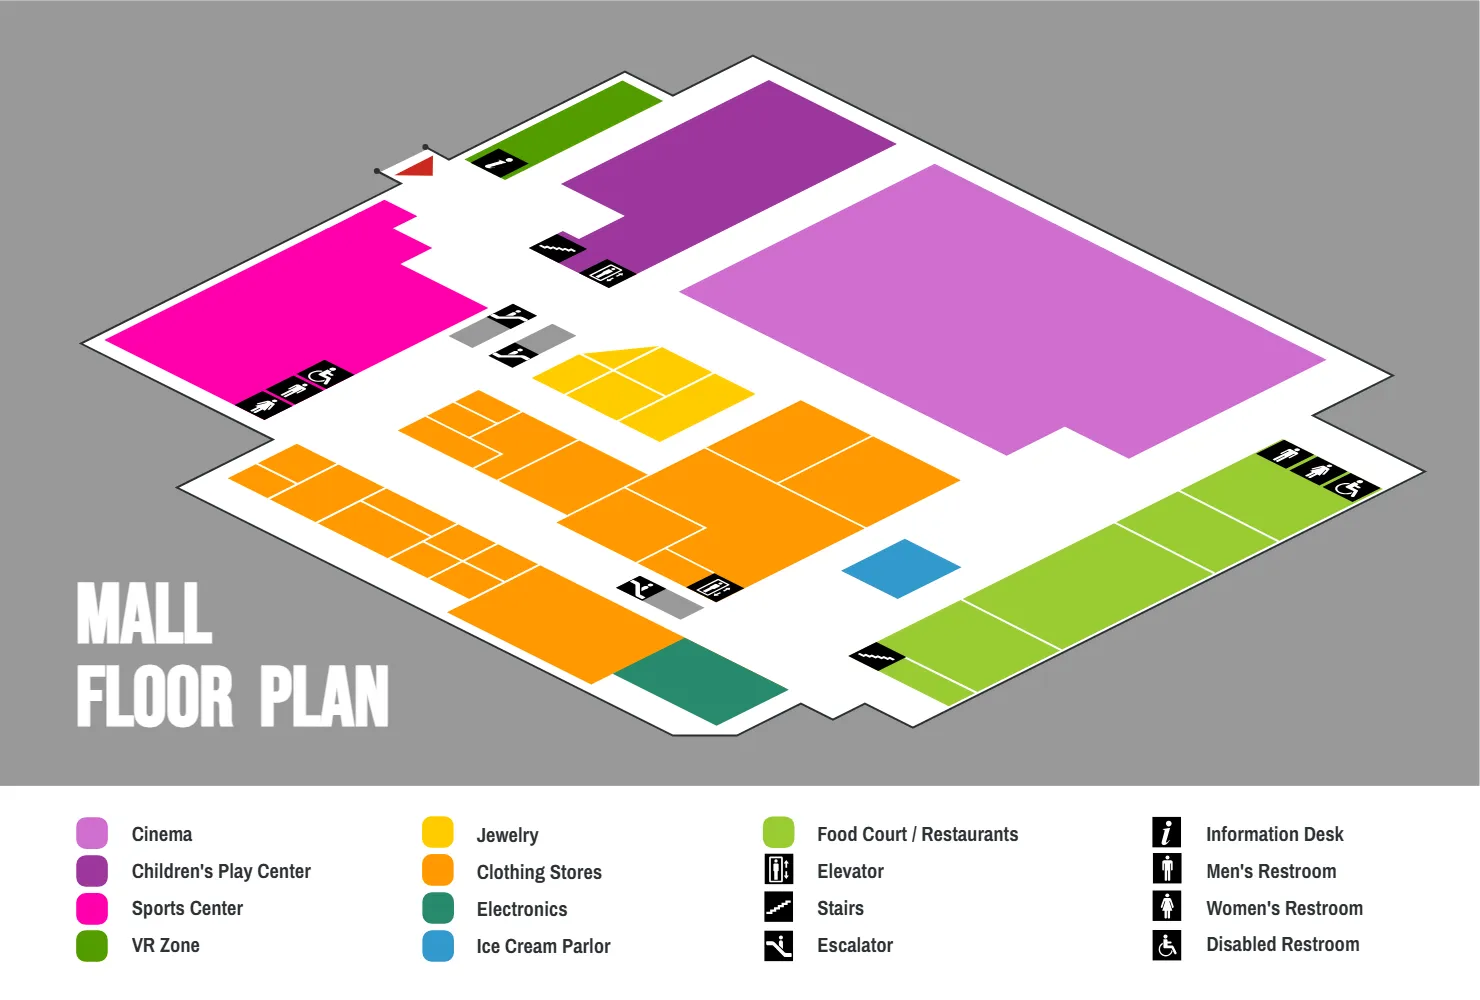 MALL
FLOOR PLAN
Cinema
Children's Play Center
Sports Center
VR Zone
Jewelry
Clothing Stores
Electronics
Ice Cream Parlor
Food Court / Restaurants
Elevator
Stairs
Escalator
Information Desk
Men's Restroom
Women's Restroom
Disabled Restroom